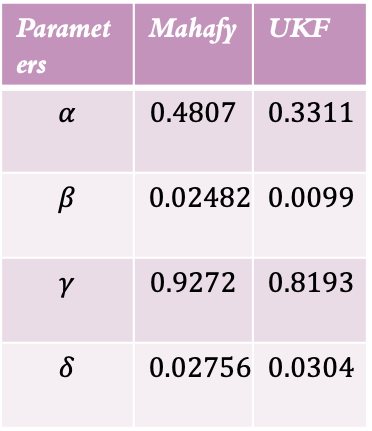 Paramet Mahafy UKF
ers
α 0.4807 0.3311
β 0.02482 0.0099
γ 0.9272 0.8193
δ 0.02756 0.0304